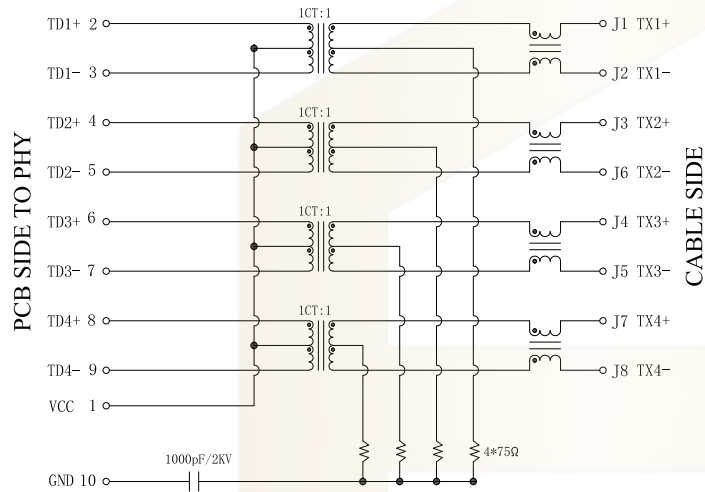 1CT:1
TD1+ 2
J1 TX1+
TD1- 3
J2 TX1-
1CT:1
TD2+ 4
J3 TX2+
TD2- 5
J6 TX2-
1CT:1
TD3+ 6
J4 TX3+
TD3- 7
J5 TX3-
1CT:1
TD4+ 8
J7 TX4+
TD4- 9
J8 TX4-
VCC 1
1000pF/2KV
4*75Ω
GND 10
PCB SIDE TO PHY
CABLE SIDE